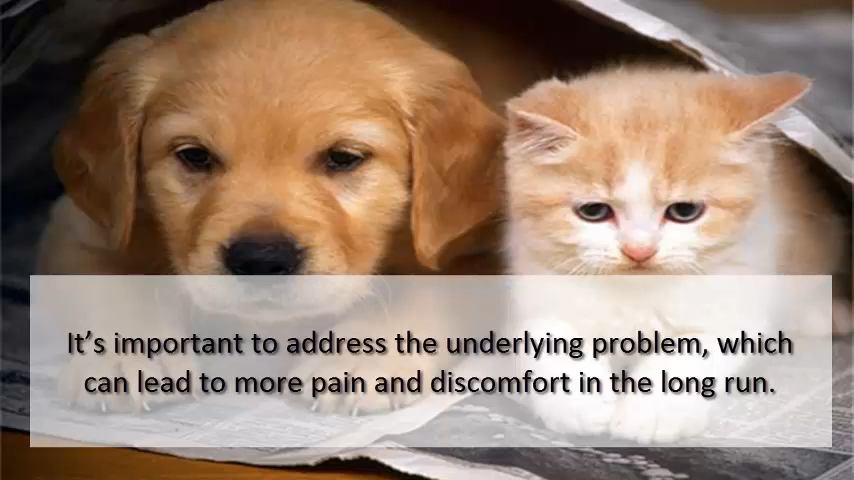 It’s important to address the underlying problem, which
can lead to more pain and discomfort in the long run.